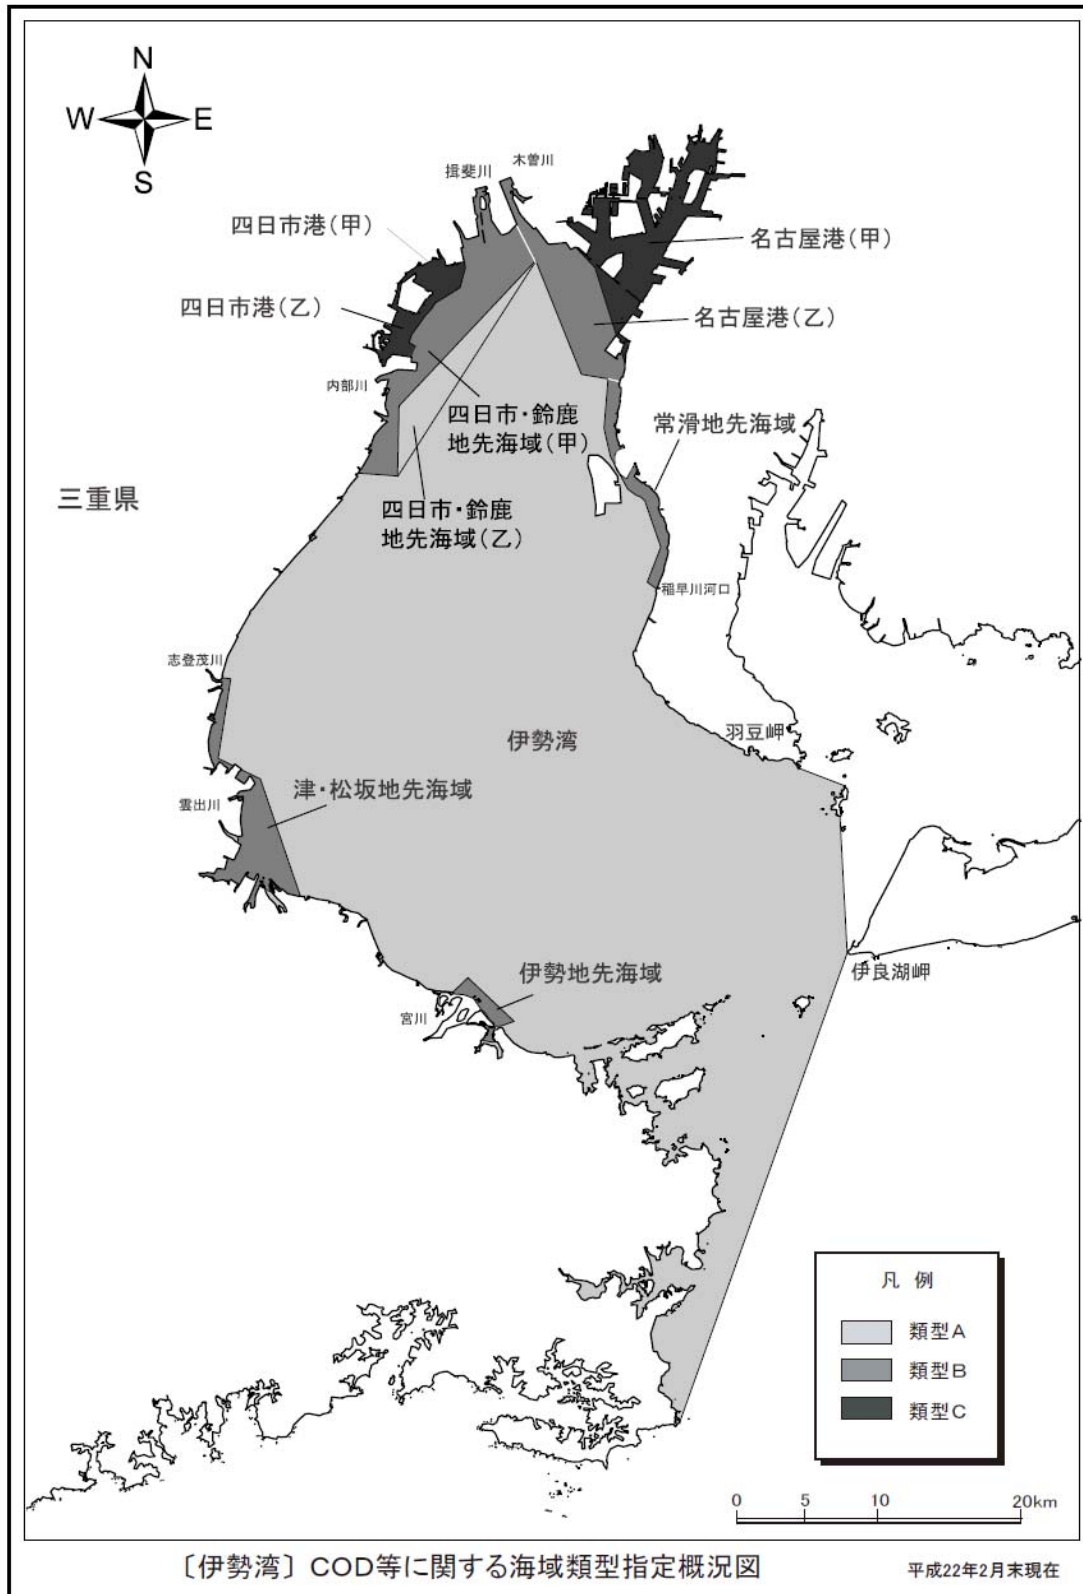 N
W E
S
木曽川
揖斐川
四日市港(甲)
名古屋港(甲)
四日市港(乙)
名古屋港(乙)
内部川
四日市・鈴鹿
地先海域(甲)
常滑地先海域
三重県
四日市・鈴鹿
地先海域(乙)
稲早川河口
志登茂川
伊勢湾
羽豆岬
津・松坂地先海域
雲出川
伊勢地先海域
伊良湖岬
宮川
凡 例
類型A
類型B
類型C
0 5 10 20km
〔伊勢湾〕COD等に関する海域類型指定概況図
平成22年2月末現在